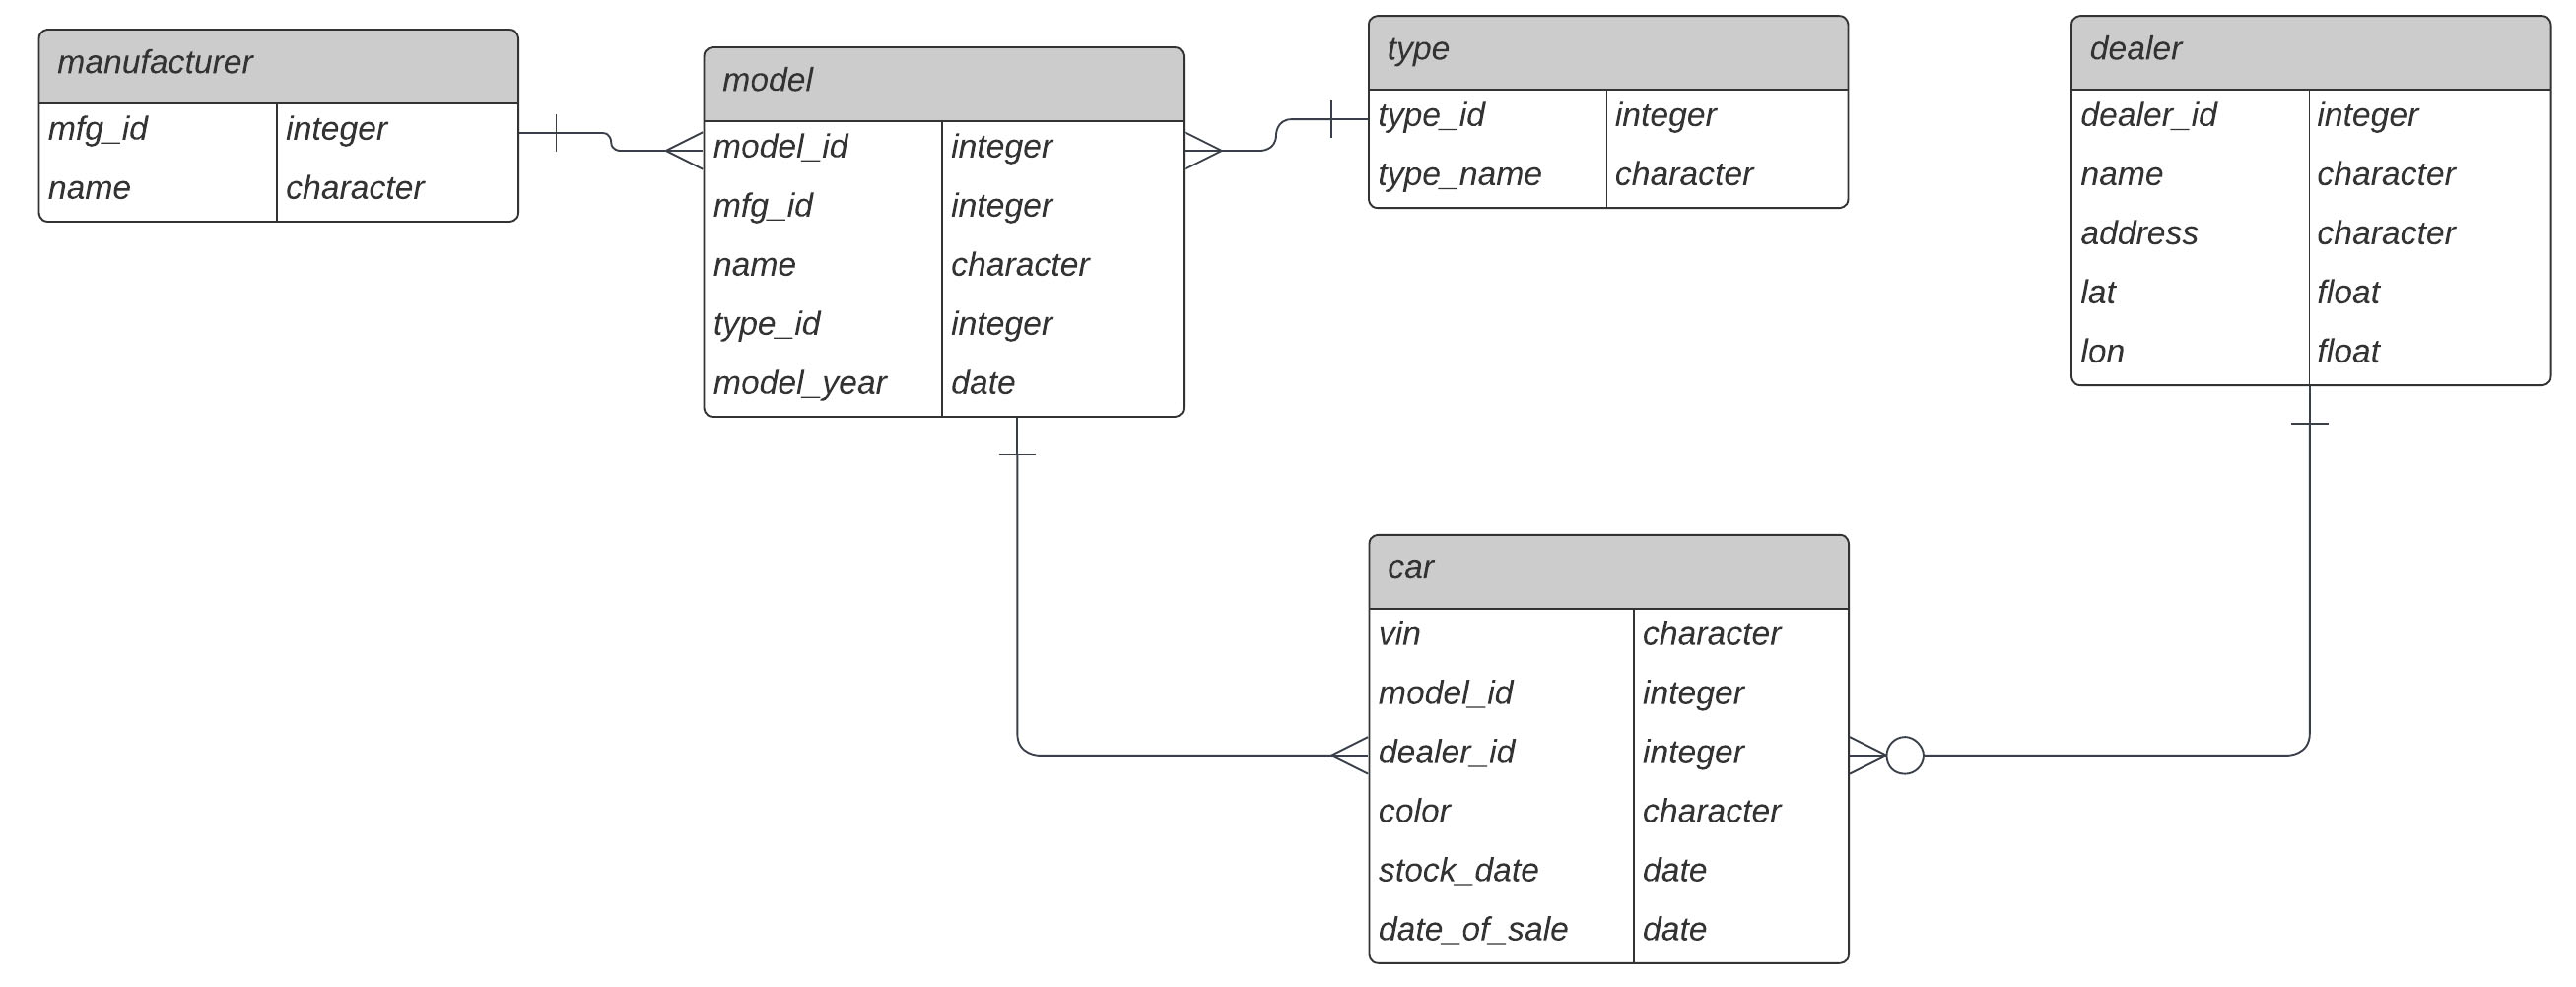 manufacturer
mfg_id integer
name character
model
model_id integer
mfg_id integer
name character
type_id integer
model_year date
type
type_id integer
type_name character
dealer
dealer_id integer
name character
address character
lat float
lon float
car
vin character
model_id integer
dealer_id integer
color character
stock_date date
date_of_sale date